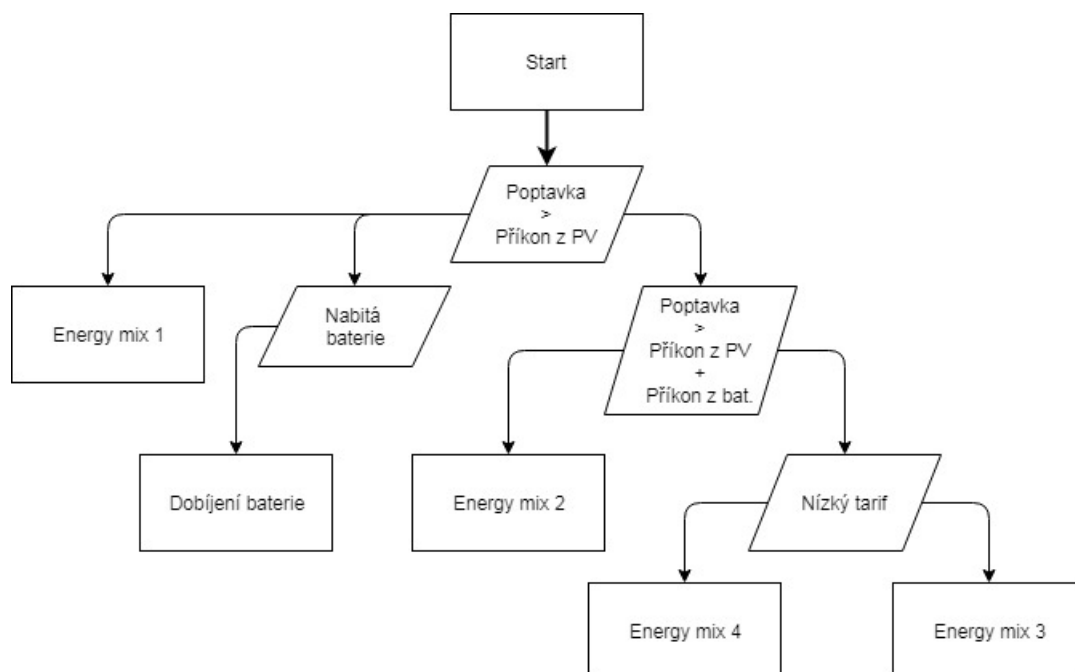 Start
Poptavka
>
Příkon z PV
Energy mix 1
Nabitá
baterie
Poptavka
>
Příkon z PV
+
Příkon z bat.
Dobíjení baterie
Energy mix 2
Nízký tarif
Energy mix 4
Energy mix 3